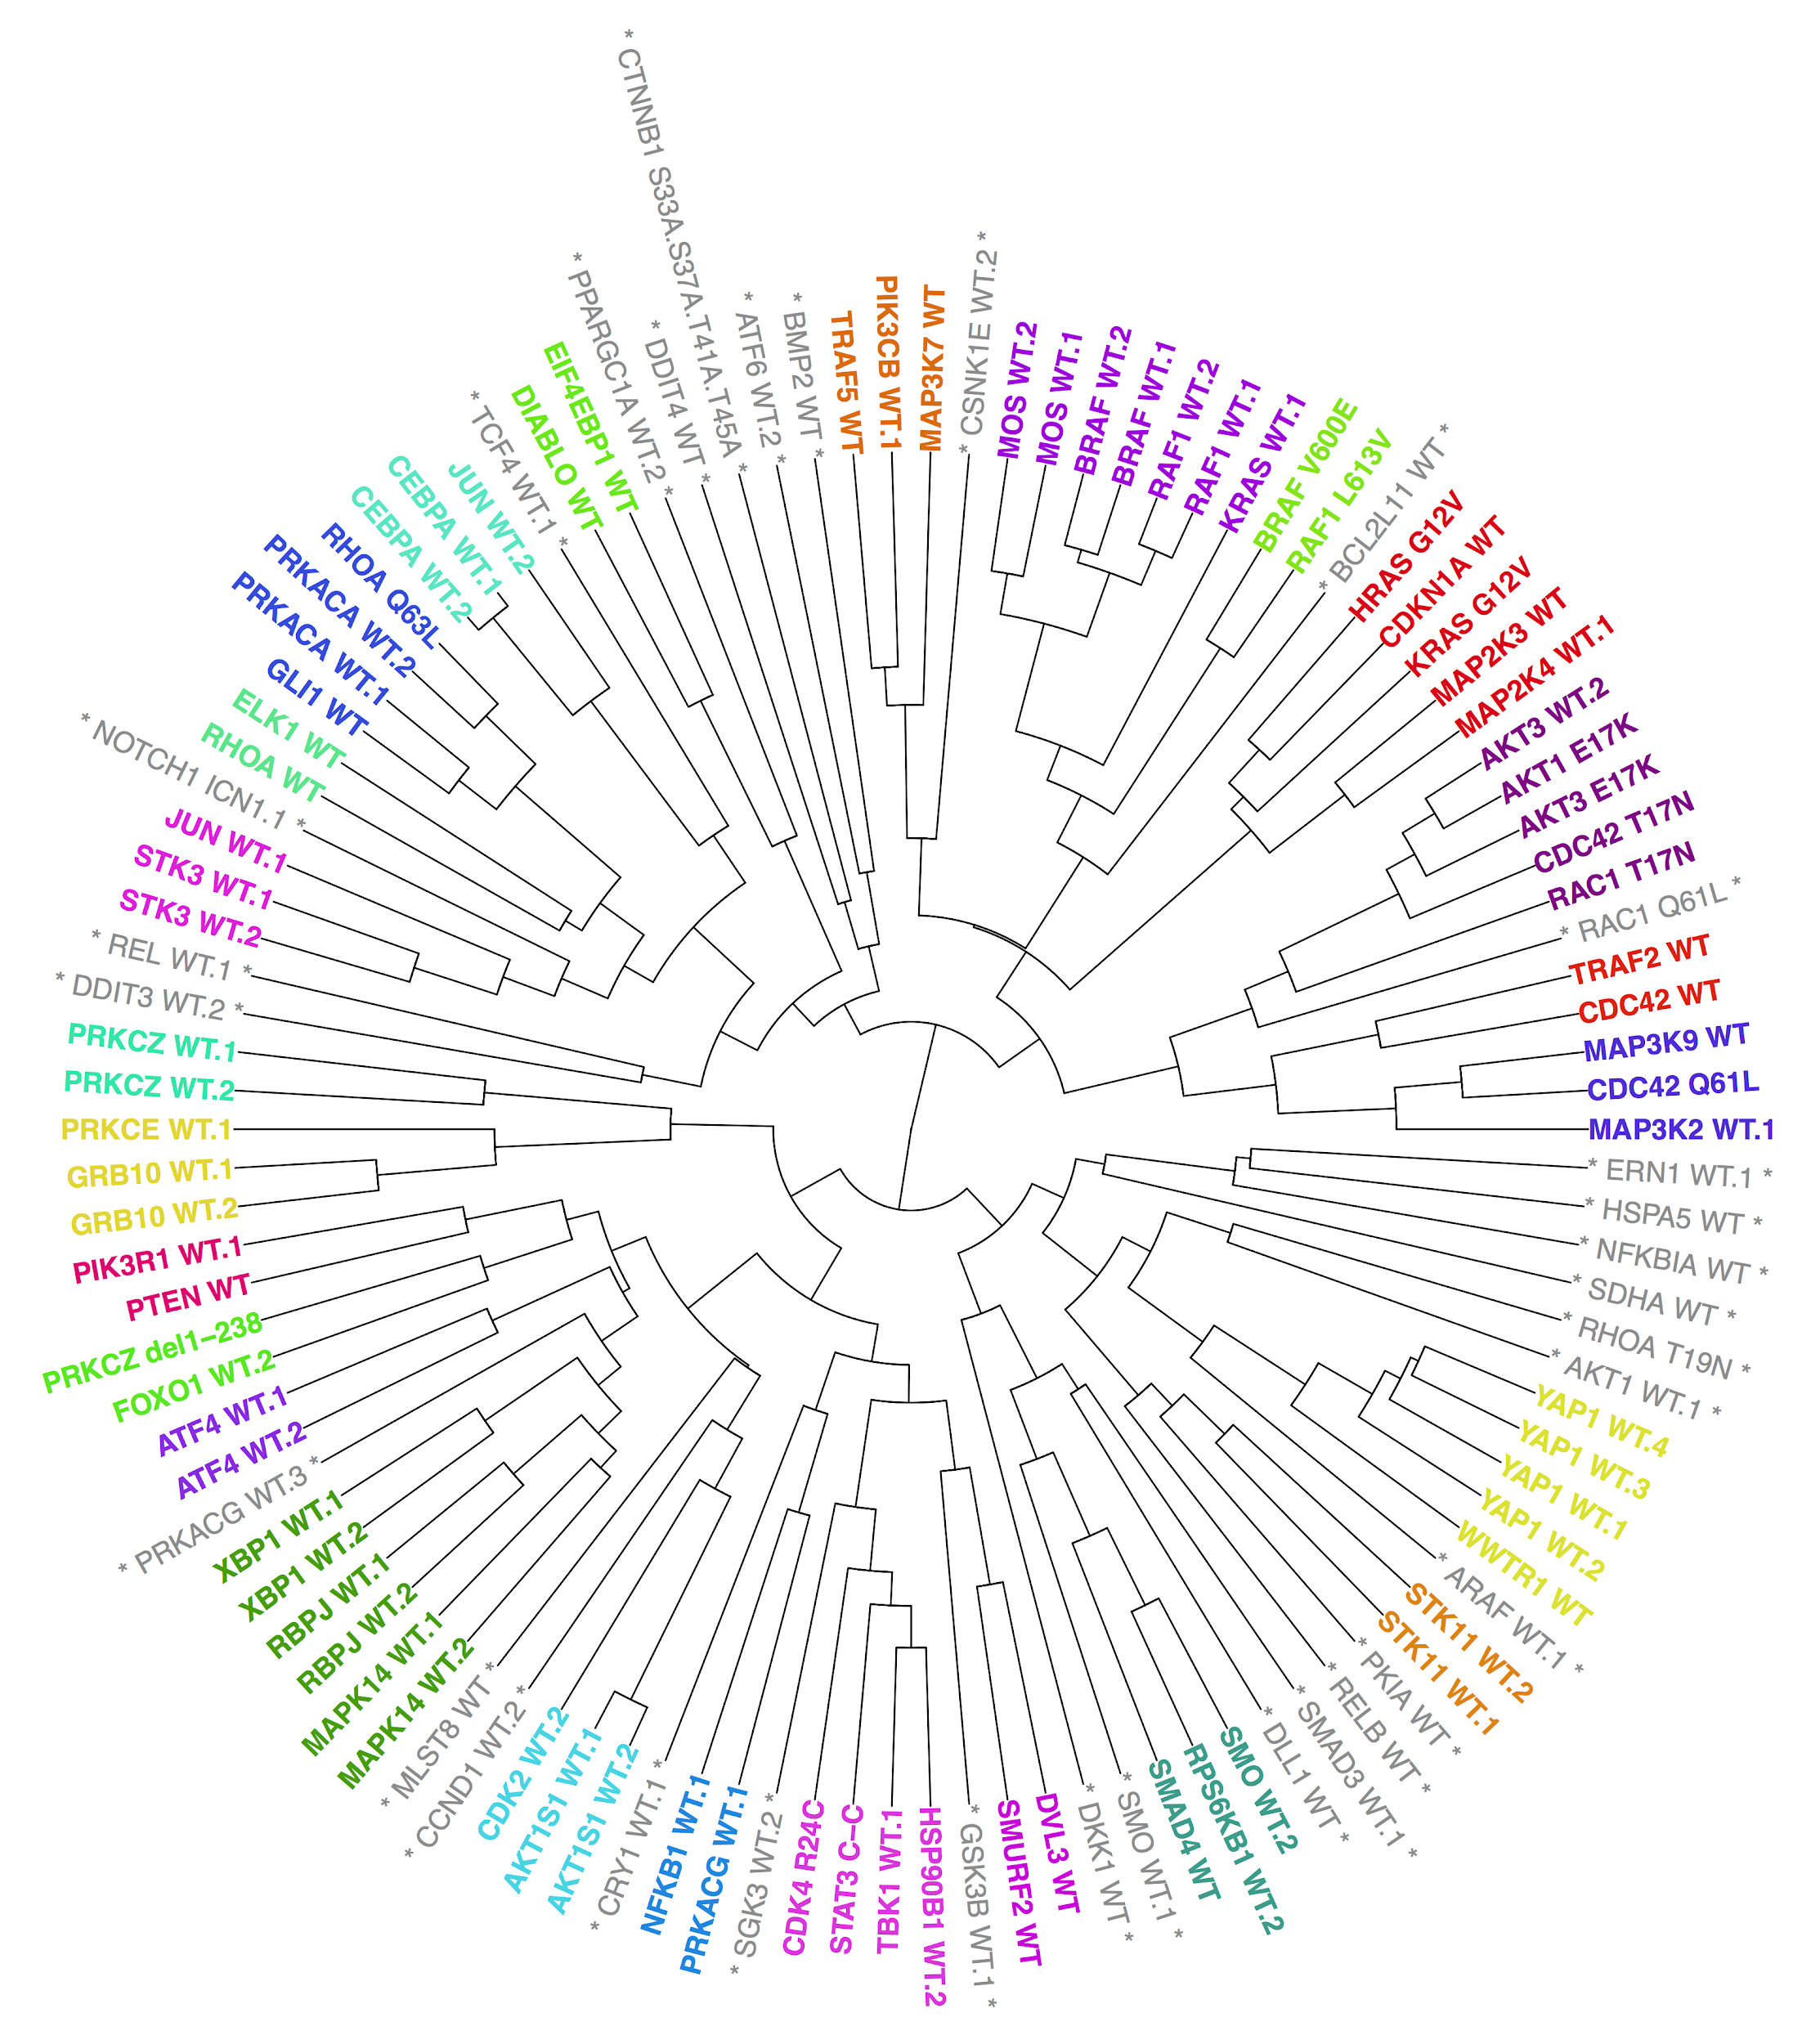 * CTNNB1 S33A.S37A.T41A.T45A *
* ATF6 WT.2 *
* BMP2 WT *
TRAF5 WT
PIK3CB WT.1
MAP3K7 WT
* CSNK1E WT.2 *
MOS WT.2
MOS WT.1
BRAF WT.2
BRAF WT.1
RAF1 WT.2
RAF1 WT.1
KRAS WT.1
BRAF V600E
RAF1 L613V
* BCL2L11 WT *
HRAS G12V
CDKN1A WT
KRAS G12V
MAP2K3 WT
MAP2K4 WT.1
AKT3 WT.2
AKT1 E17K
AKT3 E17K
CDC42 T17N
RAC1 T17N
* RAC1 Q61L *
TRAF2 WT
CDC42 WT
MAP3K9 WT
CDC42 Q61L
MAP3K2 WT.1
* ERN1 WT.1 *
* HSPA5 WT *
* NFKBIA WT *
* SDHA WT *
* RHOA T19N *
* AKT1 WT.1 *
YAP1 WT.4
YAP1 WT.3
YAP1 WT.1
YAP1 WT.2
WWTR1 WT
* ARAF WT.1 *
STK11 WT.2
STK11 WT.1
* PKIA WT *
* RELB WT *
* SMAD3 WT.1 *
* DLL1 WT *
SMO WT.2
RPS6KB1 WT.2
SMAD4 WT
* SMO WT.1 *
* DKK1 WT *
DVL3 WT
SMURF2 WT
* GSK3B WT.1 *
HSP90B1 WT.2
TBK1 WT.1
STAT3 C−C
CDK4 R24C
* SGK3 WT.2 *
PRKACG WT.1
NFKB1 WT.1
* CRY1 WT.1 *
AKT1S1 WT.2
AKT1S1 WT.1
CDK2 WT.2
* CCND1 WT.2 *
* MLST8 WT *
MAPK14 WT.2
MAPK14 WT.1
RBPJ WT.2
RBPJ WT.1
XBP1 WT.2
XBP1 WT.1
* PRKACG WT.3 *
ATF4 WT.2
ATF4 WT.1
FOXO1 WT.2
PRKCZ del1−238
PTEN WT
PIK3R1 WT.1
GRB10 WT.2
GRB10 WT.1
PRKCE WT.1
PRKCZ WT.2
PRKCZ WT.1
* DDIT3 WT.2 *
* REL WT.1 *
STK3 WT.2
STK3 WT.1
JUN WT.1
* NOTCH1 ICN1.1 *
RHOA WT
ELK1 WT
GLI1 WT
PRKACA WT.1
PRKACA WT.2
RHOA Q63L
CEBPA WT.2
CEBPA WT.1
JUN WT.2
* TCF4 WT.1 *
DIABLO WT
EIF4EBP1 WT
* PPARGC1A WT.2 *
* DDIT4 WT *